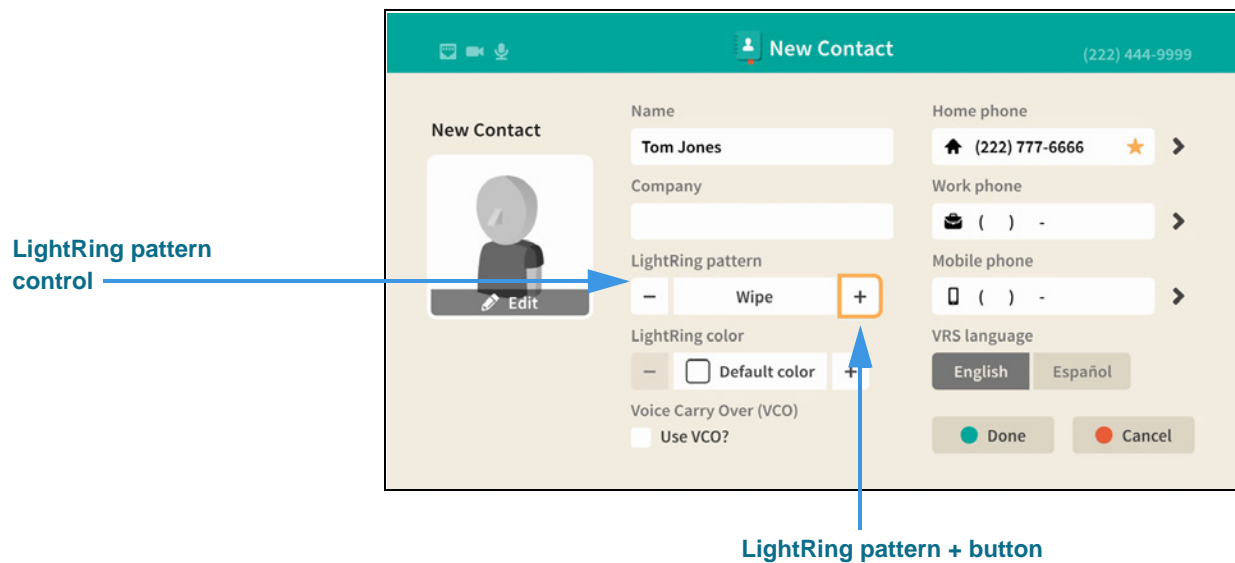 New Contact
(222) 444-9999
New Contact
Edit
Name
Tom Jones
Company
LightRing pattern
− Wipe +
LightRing color
− Default color +
Voice Carry Over (VCO)
Use VCO?
Home phone
(222) 777-6666
Work phone
( ) -
Mobile phone
( ) -
VRS language
English Español
Done Cancel
LightRing pattern
control
LightRing pattern + button